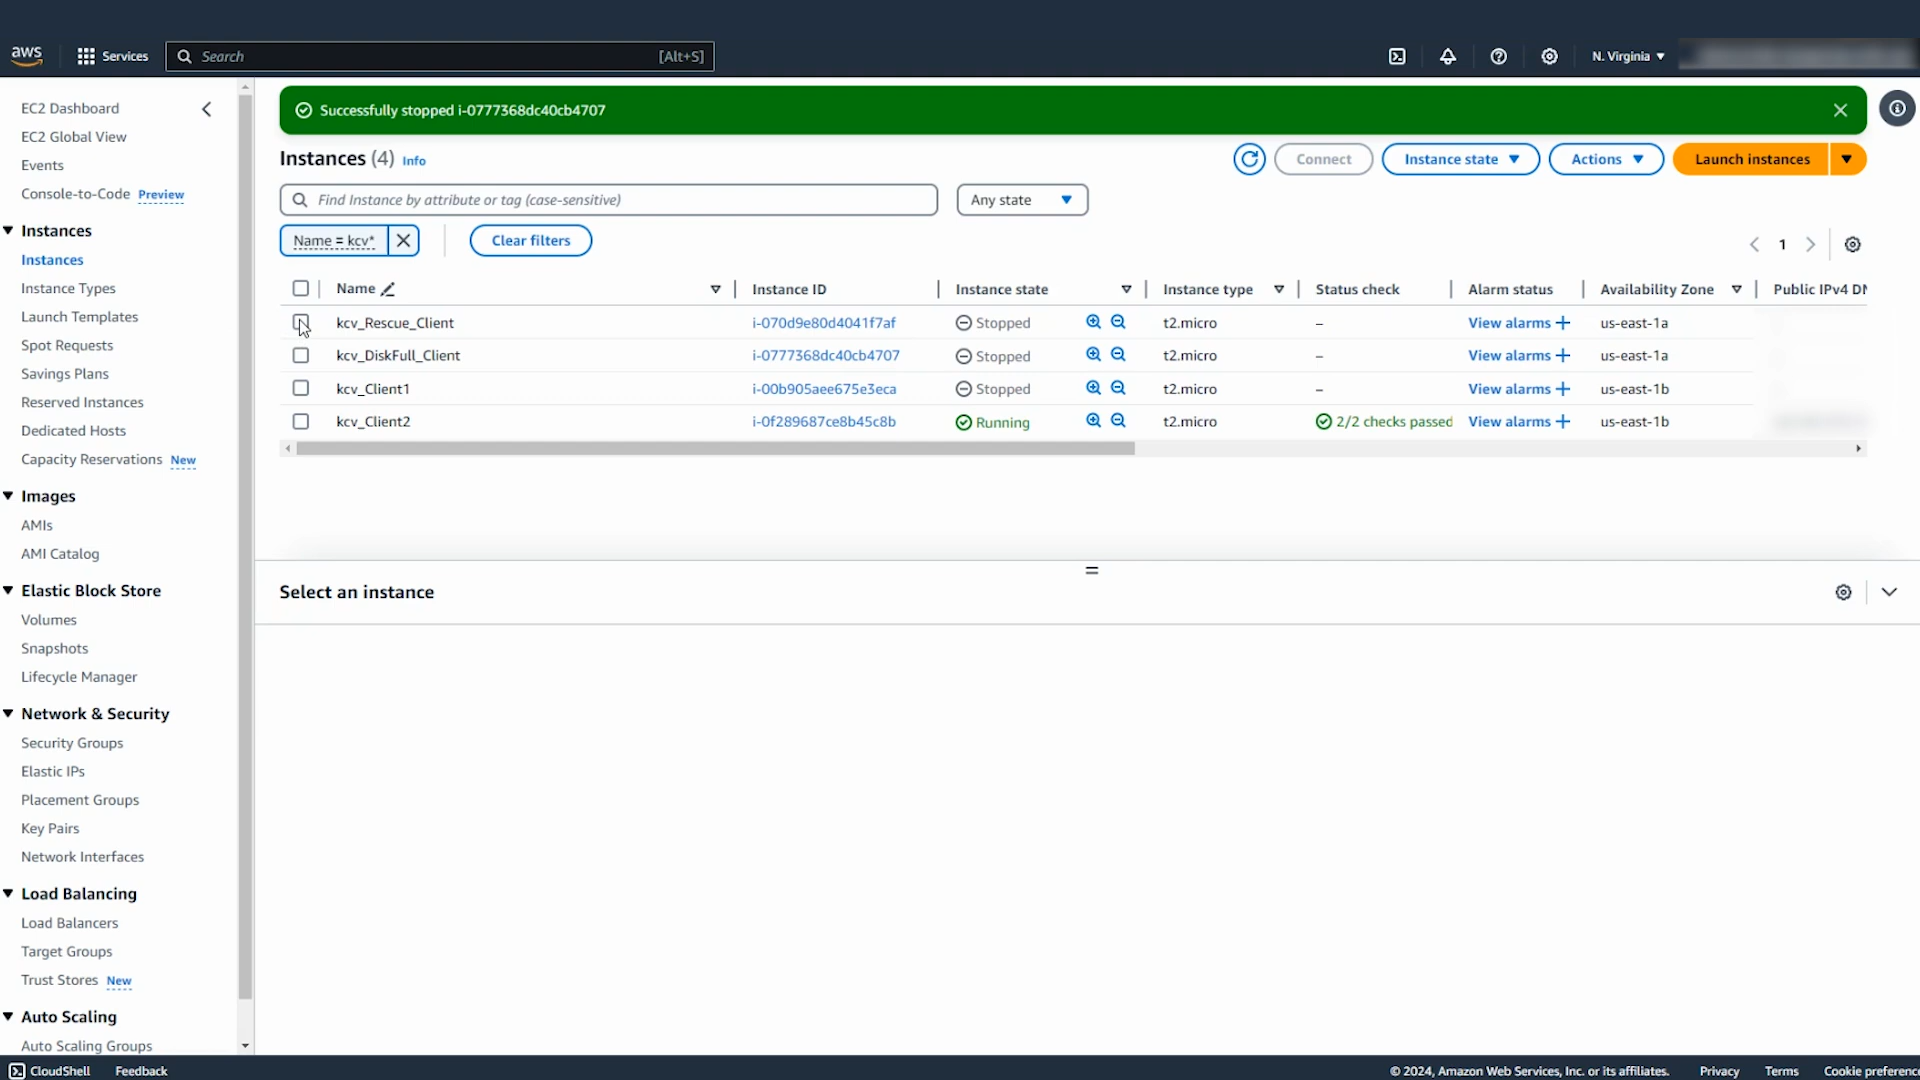 aws
Services
Search [Alt+S]
N. Virginia
EC2 Dashboard
EC2 Global View
Events
Console-to-Code Preview
Instances
Instances
Instance Types
Launch Templates
Spot Requests
Savings Plans
Reserved Instances
Dedicated Hosts
Capacity Reservations New
Images
AMIs
AMI Catalog
Elastic Block Store
Volumes
Snapshots
Lifecycle Manager
Network & Security
Security Groups
Elastic IPs
Placement Groups
Key Pairs
Network Interfaces
Load Balancing
Load Balancers
Target Groups
Trust Stores New
Auto Scaling
Auto Scaling Groups
Successfully stopped i-0777368dc40cb4707
Instances (4) Info
Connect
Instance state
Actions
Launch instances
Find Instance by attribute or tag (case-sensitive)
Any state
Name = kcv*
Clear filters
1
Name Instance ID Instance state Instance type Status check Alarm status Availability Zone Public IPv4 DN
kcv_Rescue_Client i-070d9e80d4041f7af Stopped t2.micro – View alarms + us-east-1a
kcv_DiskFull_Client i-0777368dc40cb4707 Stopped t2.micro – View alarms + us-east-1a
kcv_Client1 i-00b905aee675e3eca Stopped t2.micro – View alarms + us-east-1b
kcv_Client2 i-0f289687ce8b45c8b Running t2.micro 2/2 checks passed View alarms + us-east-1b
Select an instance
CloudShell Feedback © 2024, Amazon Web Services, Inc. or its affiliates. Privacy Terms Cookie preference